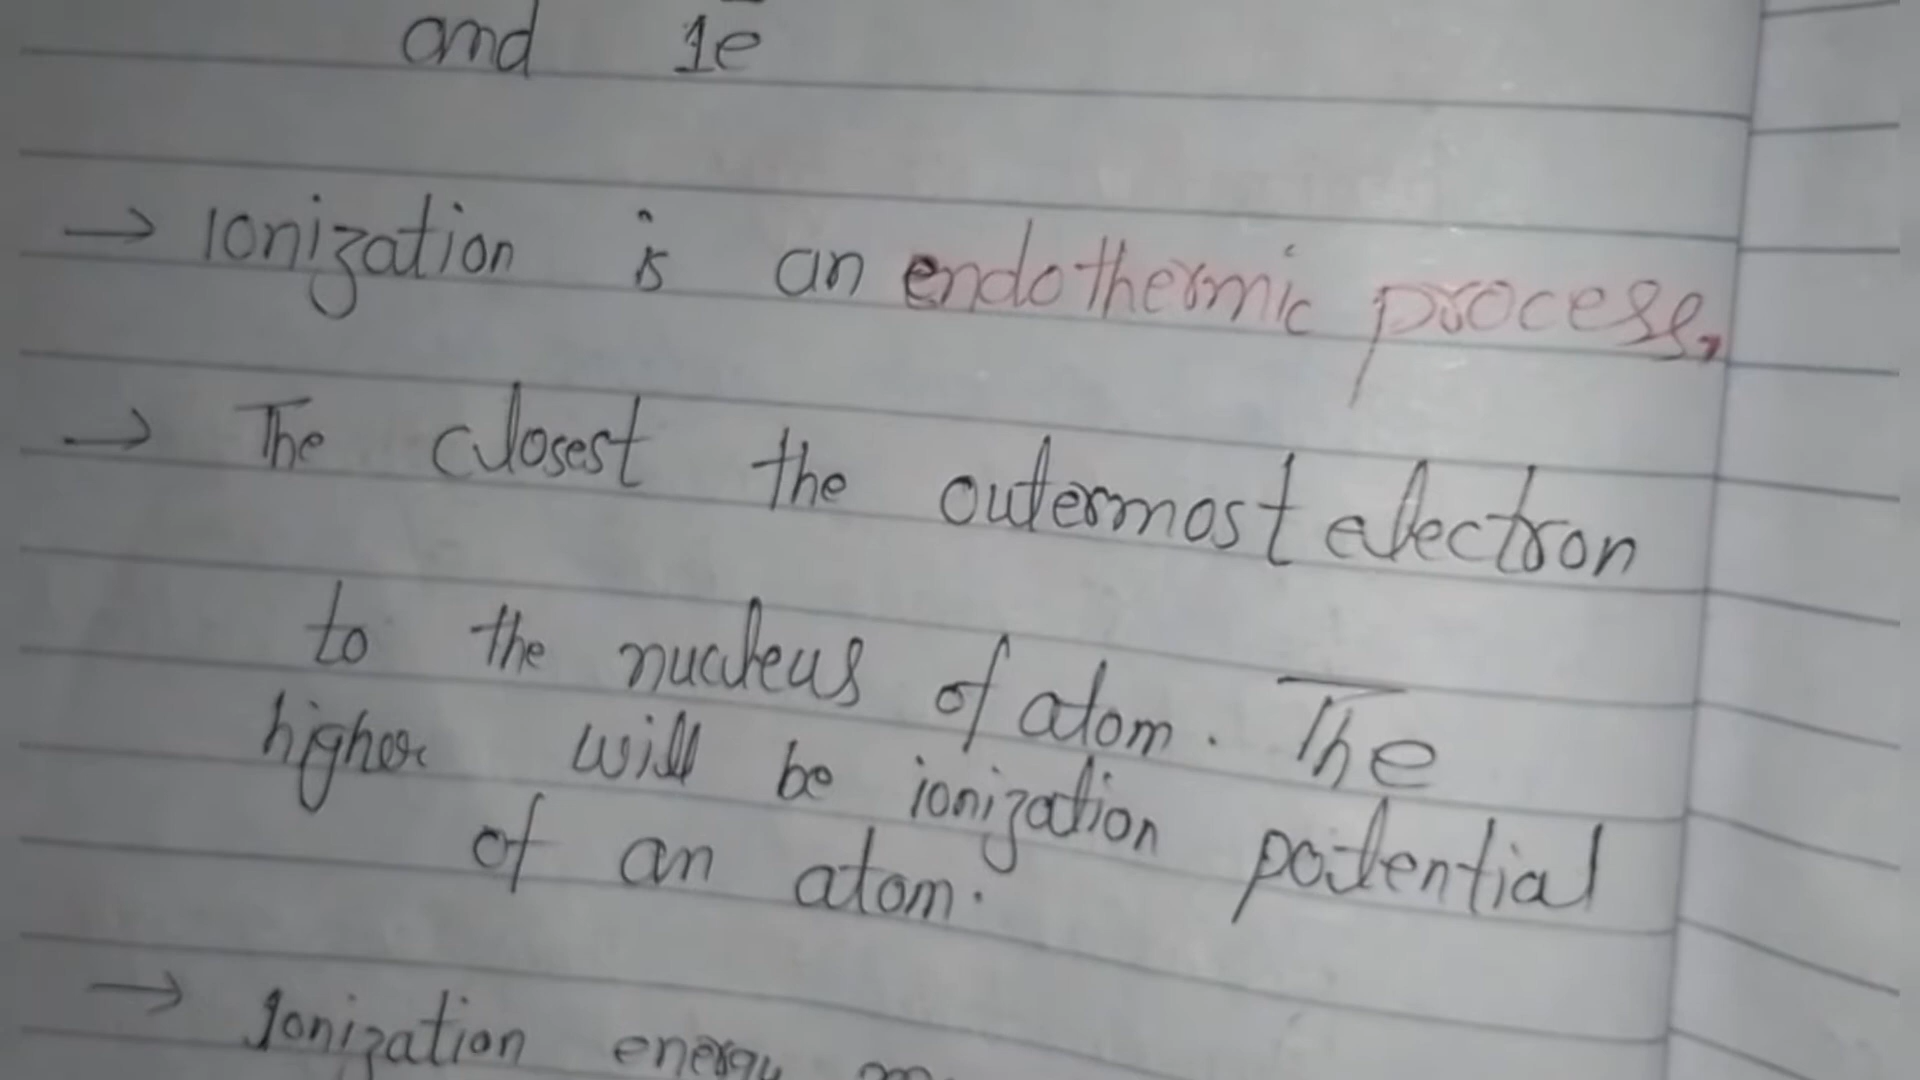 and 1e̅
→ Ionization is an endothermic process,
→ The closest the outermost electron
to the nucleus of atom. The
higher will be ionization potential
of an atom.
→ Ionization energy